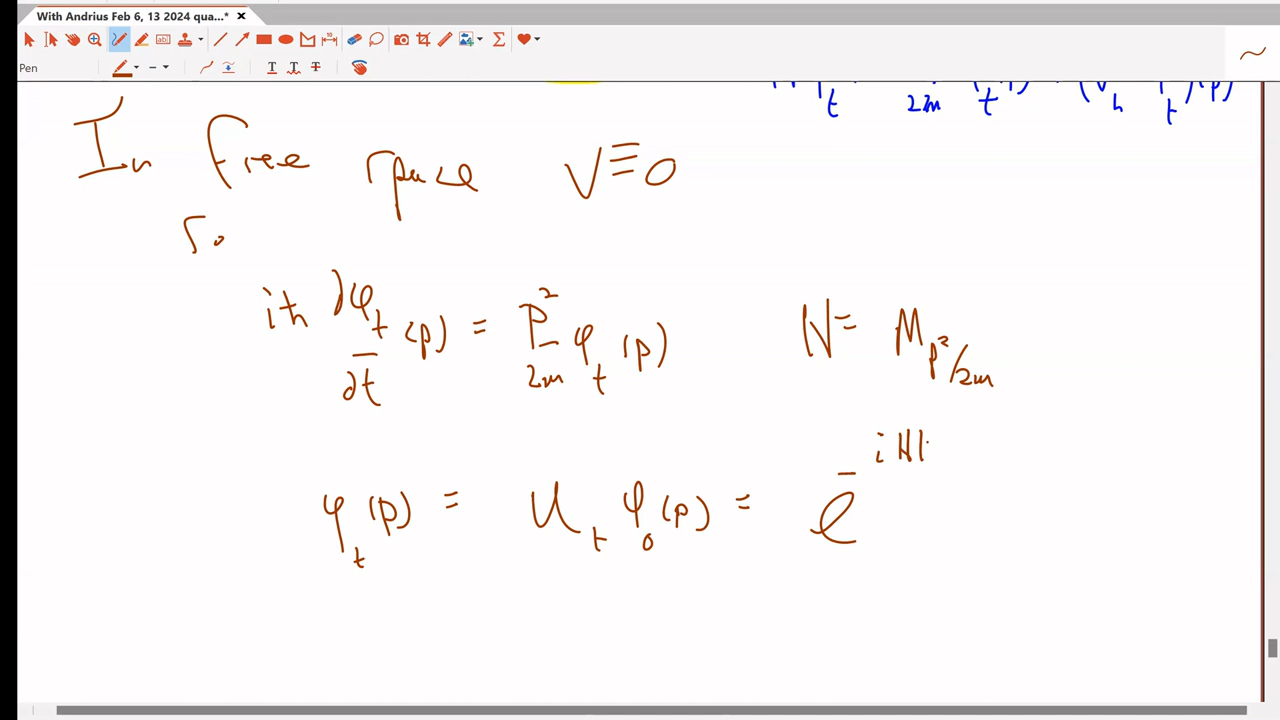 With Andrius Feb 6, 13 2024 qua...*
Pen
t 2m t h t (p)
In free space V ≡ 0
So
iħ ∂φ_t/∂t (p) = p²/2m φ_t (p) H = M_{p²/2m}
φ_t (p) = U_t φ_0 (p) = e^{-iH